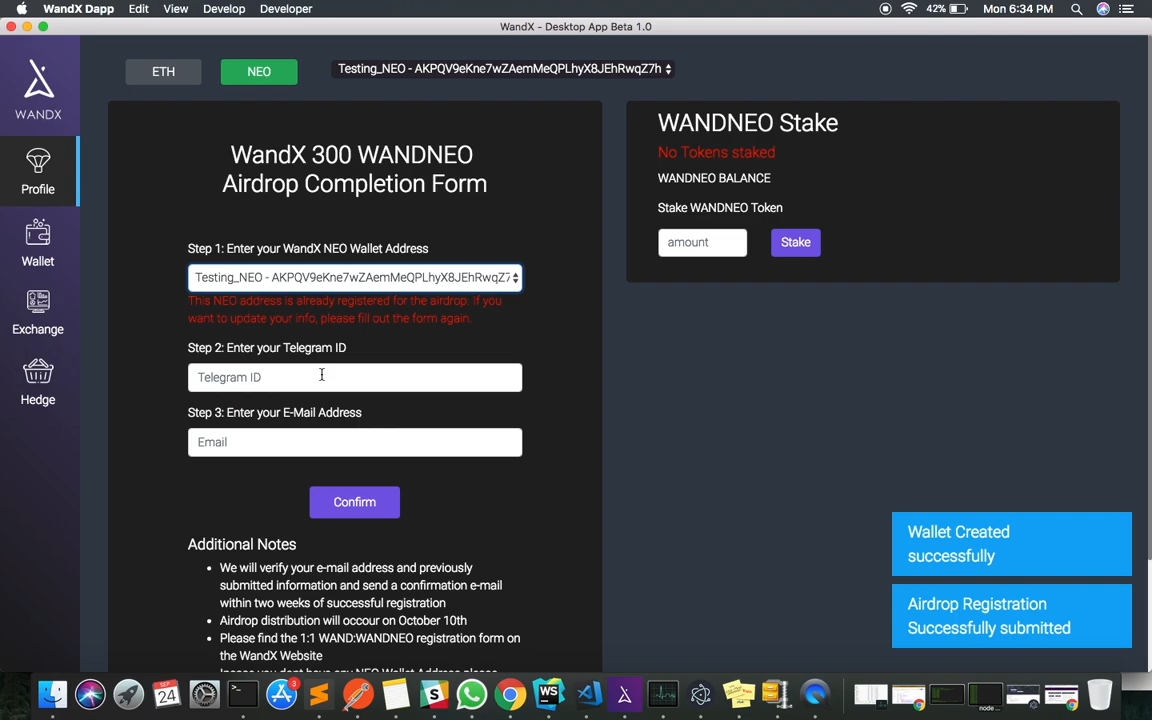 WandX Dapp Edit View Develop Developer
42% Mon 6:34 PM
WandX - Desktop App Beta 1.0
WANDX
Profile
Wallet
Exchange
Hedge
ETH
NEO
Testing_NEO - AKPQV9eKne7wZAemMeQPLhyX8JEhRwqZ7h
WandX 300 WANDNEO
Airdrop Completion Form
Step 1: Enter your WandX NEO Wallet Address
Testing_NEO - AKPQV9eKne7wZAemMeQPLhyX8JEhRwqZ7
This NEO address is already registered for the airdrop. If you
want to update your info, please fill out the form again.
Step 2: Enter your Telegram ID
Telegram ID
Step 3: Enter your E-Mail Address
Email
Confirm
Additional Notes
• We will verify your e-mail address and previously
submitted information and send a confirmation e-mail
within two weeks of successful registration
• Airdrop distribution will occour on October 10th
• Please find the 1:1 WAND:WANDNEO registration form on
the WandX Website
WANDNEO Stake
No Tokens staked
WANDNEO BALANCE
Stake WANDNEO Token
amount
Stake
Wallet Created
successfully
Airdrop Registration
Successfully submitted
SEP
24
3
WS
node ...